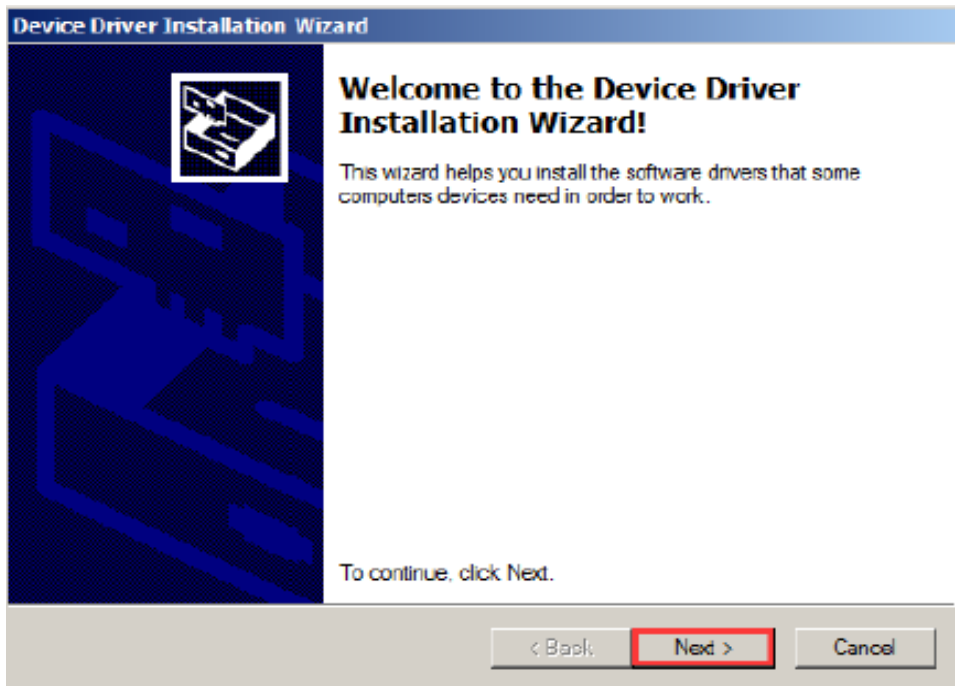 Device Driver Installation Wizard
Welcome to the Device Driver
Installation Wizard!
This wizard helps you install the software drivers that some
computers devices need in order to work.
To continue, click Next.
< Back
Next >
Cancel